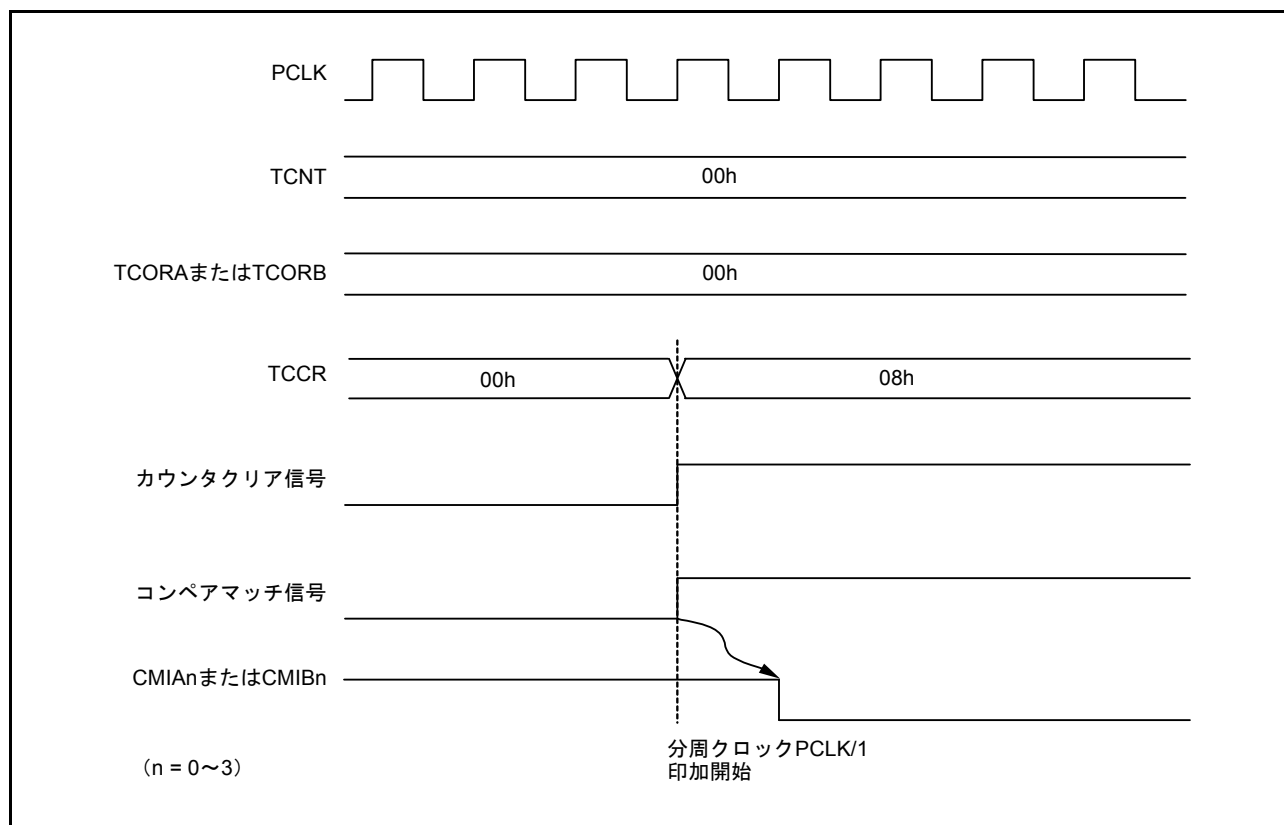 PCLK
TCNT
00h
TCORAまたはTCORB
00h
TCCR
00h
08h
カウンタクリア信号
コンペアマッチ信号
CMIAnまたはCMIBn
分周クロックPCLK/1
印加開始
（n = 0～3）